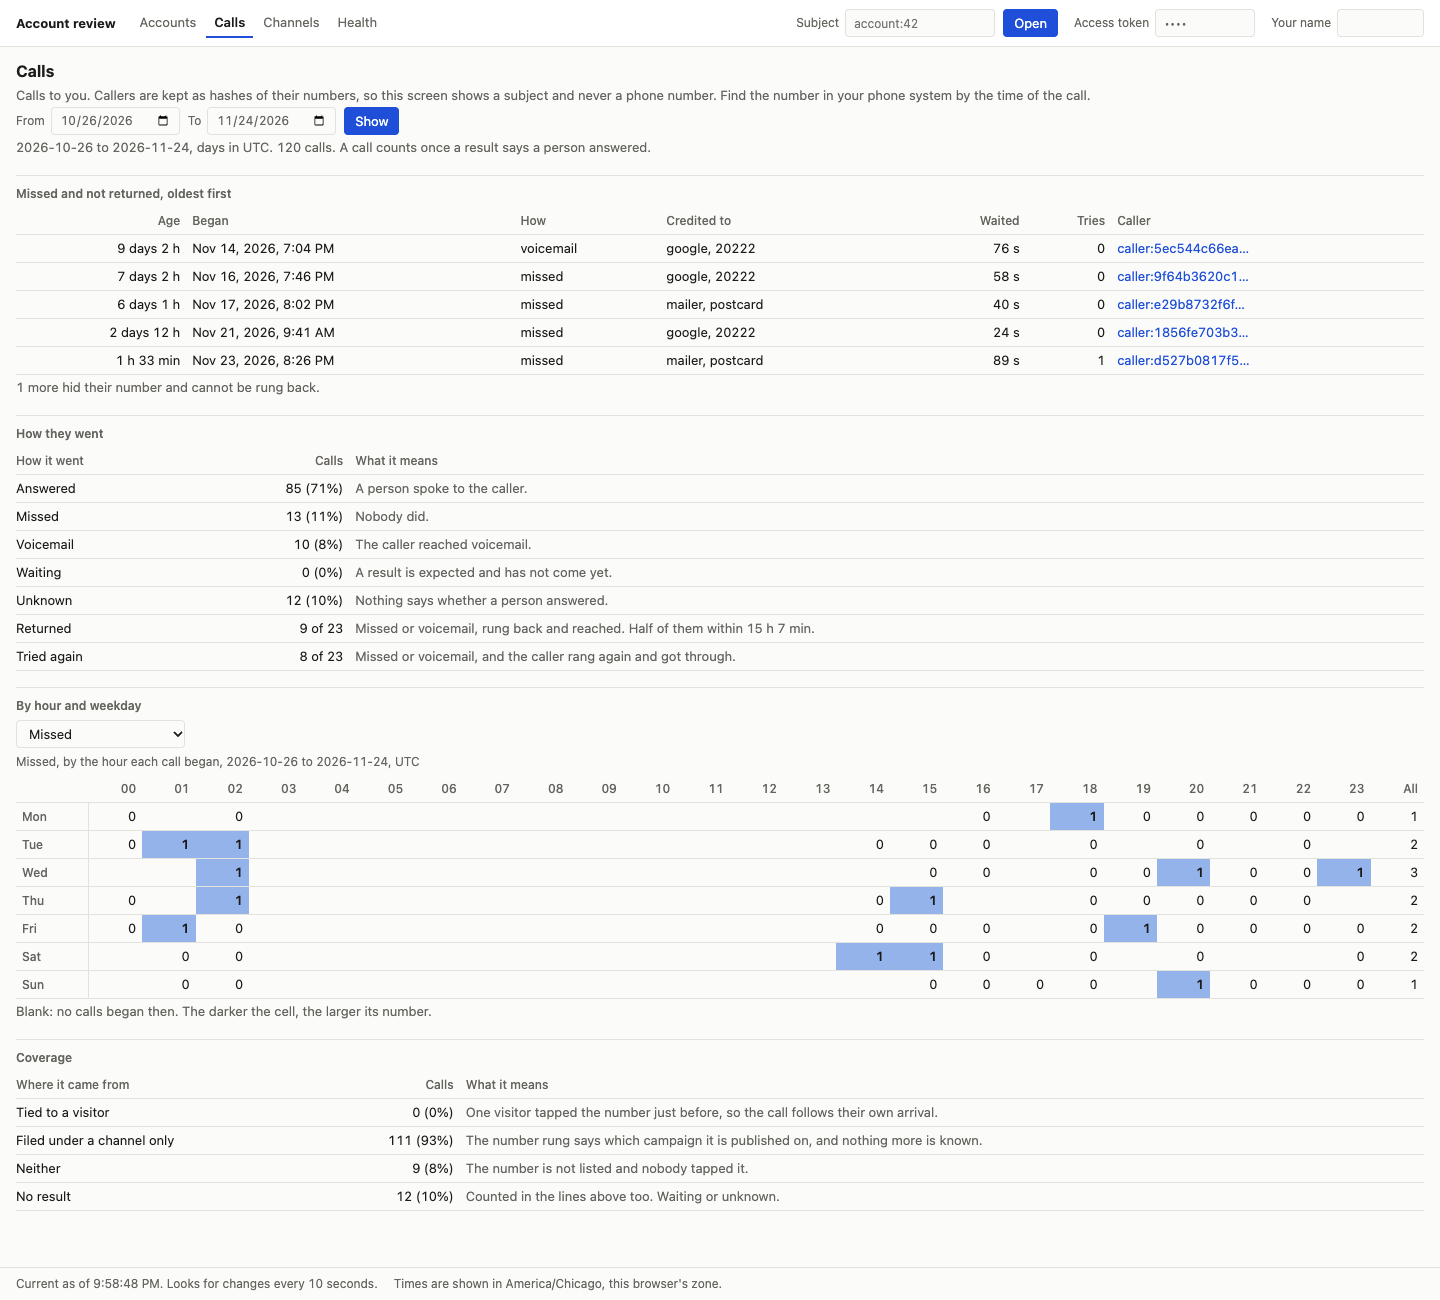 Account review Accounts Calls Channels Health Subject account:42 Open Access token •••• Your name
Calls
Calls to you. Callers are kept as hashes of their numbers, so this screen shows a subject and never a phone number. Find the number in your phone system by the time of the call.
From 10/26/2026 To 11/24/2026 Show
2026-10-26 to 2026-11-24, days in UTC. 120 calls. A call counts once a result says a person answered.
Missed and not returned, oldest first
Age Began How Credited to Waited Tries Caller
9 days 2 h Nov 14, 2026, 7:04 PM voicemail google, 20222 76 s 0 caller:5ec544c66ea…
7 days 2 h Nov 16, 2026, 7:46 PM missed google, 20222 58 s 0 caller:9f64b3620c1…
6 days 1 h Nov 17, 2026, 8:02 PM missed mailer, postcard 40 s 0 caller:e29b8732f6f…
2 days 12 h Nov 21, 2026, 9:41 AM missed google, 20222 24 s 0 caller:1856fe703b3…
1 h 33 min Nov 23, 2026, 8:26 PM missed mailer, postcard 89 s 1 caller:d527b0817f5…
1 more hid their number and cannot be rung back.
How they went
How it went Calls What it means
Answered 85 (71%) A person spoke to the caller.
Missed 13 (11%) Nobody did.
Voicemail 10 (8%) The caller reached voicemail.
Waiting 0 (0%) A result is expected and has not come yet.
Unknown 12 (10%) Nothing says whether a person answered.
Returned 9 of 23 Missed or voicemail, rung back and reached. Half of them within 15 h 7 min.
Tried again 8 of 23 Missed or voicemail, and the caller rang again and got through.
By hour and weekday
Missed
Missed, by the hour each call began, 2026-10-26 to 2026-11-24, UTC
00 01 02 03 04 05 06 07 08 09 10 11 12 13 14 15 16 17 18 19 20 21 22 23 All
Mon 0 0 0 1 0 0 0 0 0 1
Tue 0 1 1 0 0 0 0 0 0 2
Wed 1 0 0 0 0 1 0 0 1 3
Thu 0 1 0 1 0 0 0 0 0 2
Fri 0 1 0 0 0 0 0 1 0 0 0 0 2
Sat 0 0 1 1 0 0 0 0 2
Sun 0 0 0 0 0 0 1 0 0 0 1
Blank: no calls began then. The darker the cell, the larger its number.
Coverage
Where it came from Calls What it means
Tied to a visitor 0 (0%) One visitor tapped the number just before, so the call follows their own arrival.
Filed under a channel only 111 (93%) The number rung says which campaign it is published on, and nothing more is known.
Neither 9 (8%) The number is not listed and nobody tapped it.
No result 12 (10%) Counted in the lines above too. Waiting or unknown.
Current as of 9:58:48 PM. Looks for changes every 10 seconds. Times are shown in America/Chicago, this browser's zone.